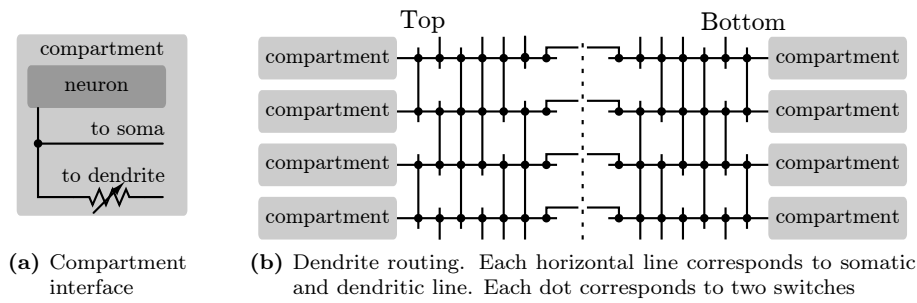 compartment
neuron
to soma
to dendrite
(a) Compartment
interface
Top Bottom
compartment compartment
compartment compartment
compartment compartment
compartment compartment
(b) Dendrite routing. Each horizontal line corresponds to somatic
and dendritic line. Each dot corresponds to two switches